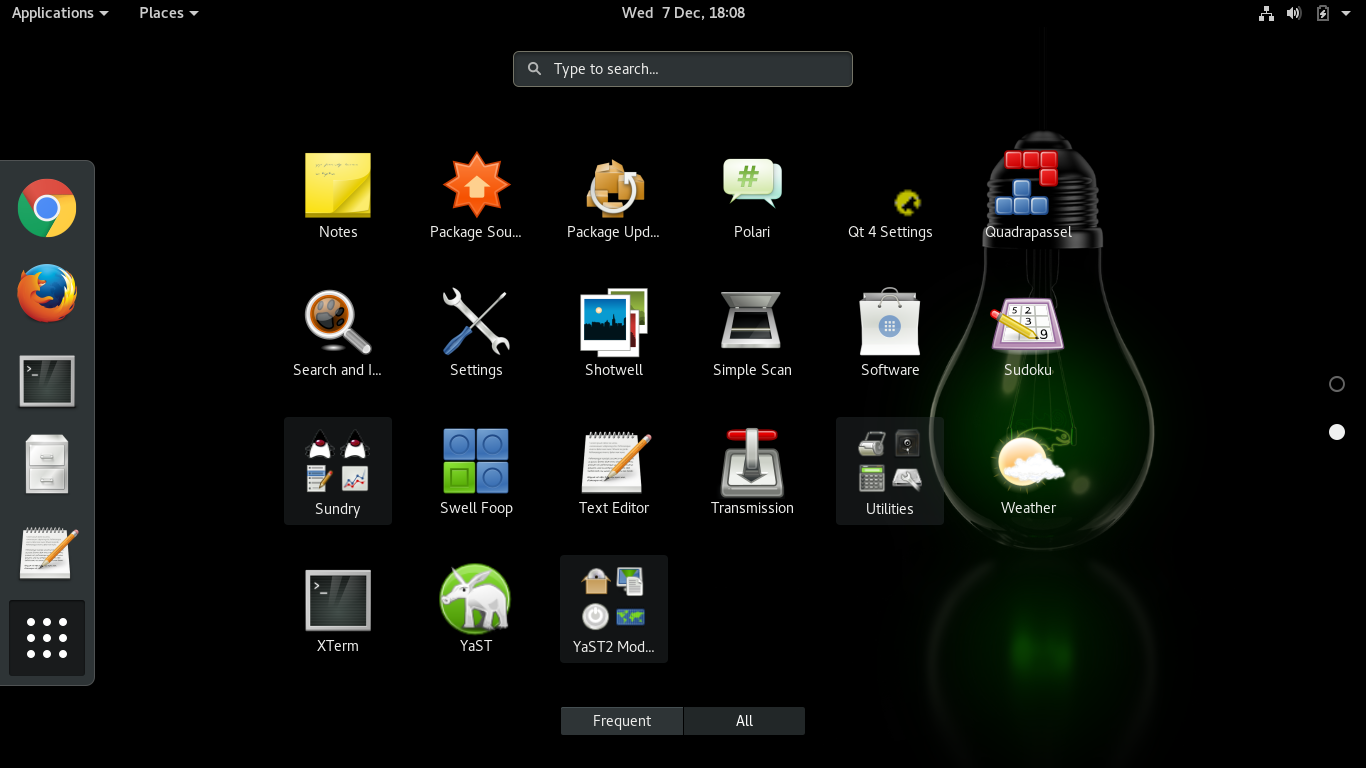 Applications Places Wed 7 Dec, 18:08
Type to search...
Notes Package Sou... Package Upd... Polari Qt 4 Settings Quadrapassel
Search and I... Settings Shotwell Simple Scan Software Sudoku
Sundry Swell Foop Text Editor Transmission Utilities Weather
XTerm YaST YaST2 Mod...
Frequent All